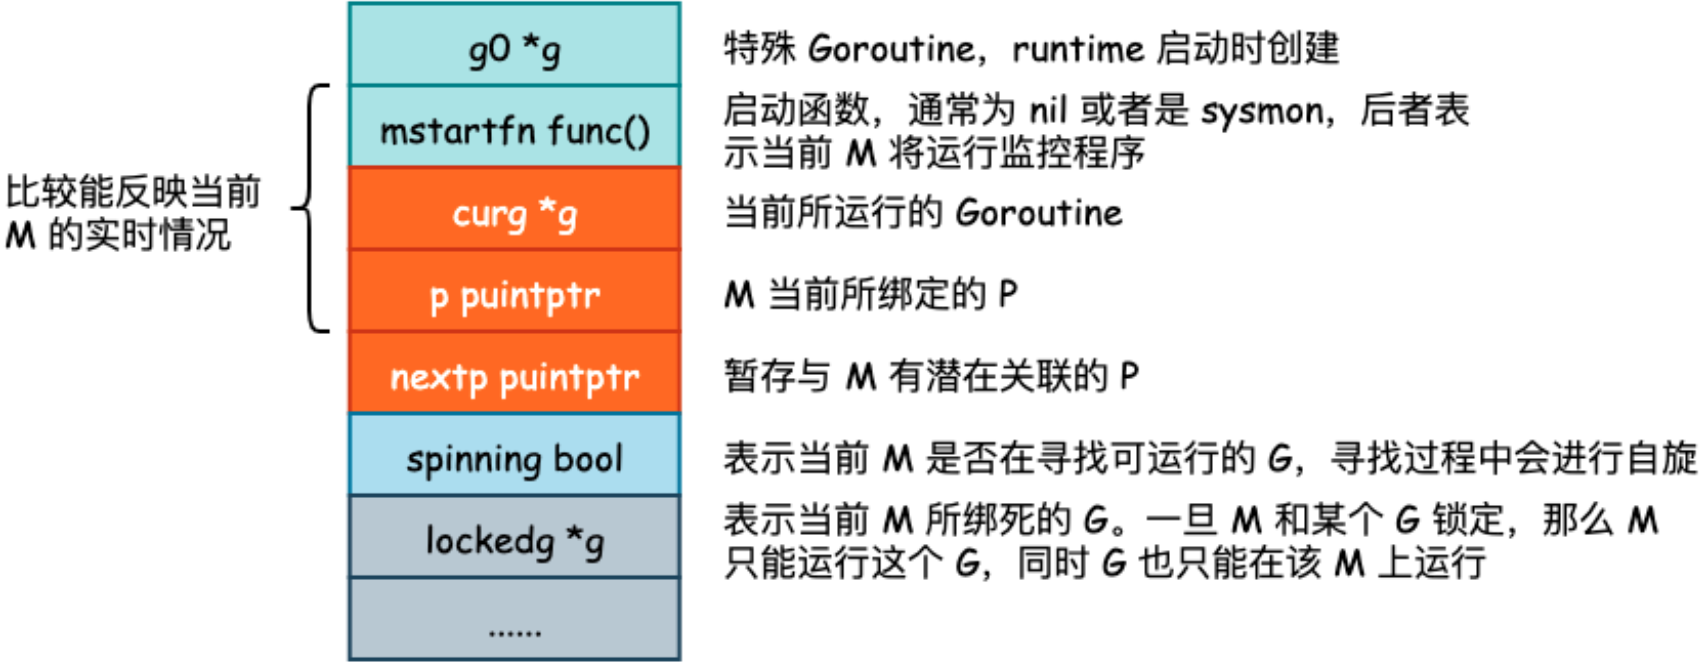 g0 *g
特殊 Goroutine，runtime 启动时创建
mstartfn func()
启动函数，通常为 nil 或者是 sysmon，后者表
示当前 M 将运行监控程序
比较能反映当前
M 的实时情况
curg *g
当前所运行的 Goroutine
p puintptr
M 当前所绑定的 P
nextp puintptr
暂存与 M 有潜在关联的 P
spinning bool
表示当前 M 是否在寻找可运行的 G，寻找过程中会进行自旋
lockedg *g
表示当前 M 所绑死的 G。一旦 M 和某个 G 锁定，那么 M
只能运行这个 G，同时 G 也只能在该 M 上运行
......